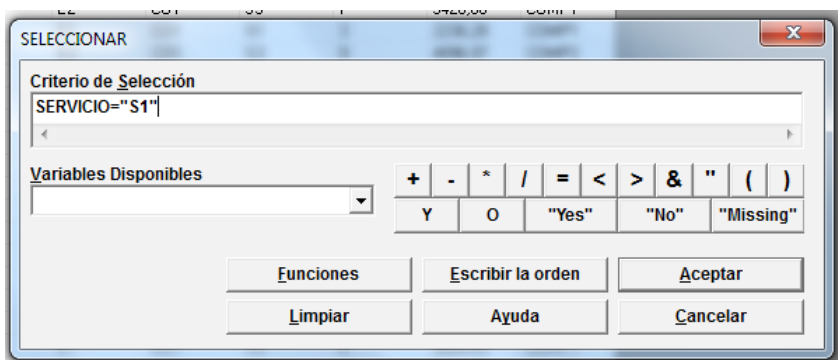 SELECCIONAR
Criterio de Selección
SERVICIO="S1"
Variables Disponibles
+ - * / = < > & " ( )
Y O "Yes" "No" "Missing"
Funciones Escribir la orden Aceptar
Limpiar Ayuda Cancelar